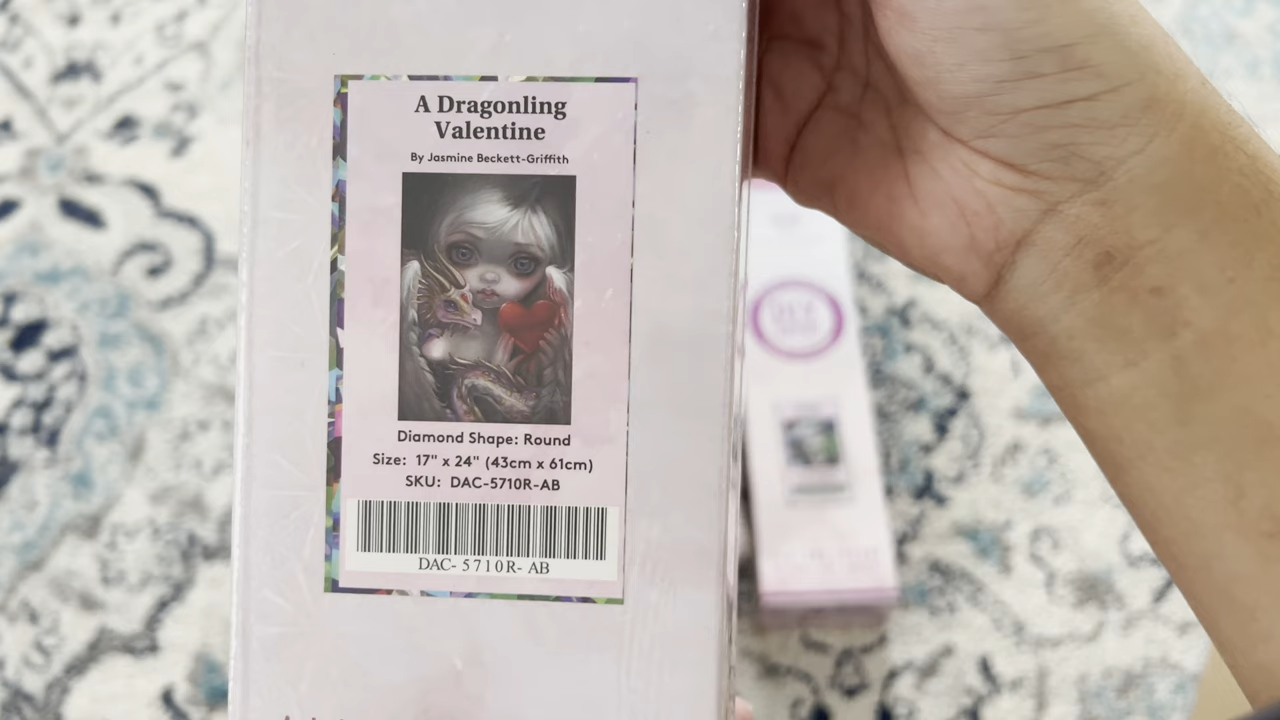 A Dragonling
Valentine
By Jasmine Beckett-Griffith
Diamond Shape: Round
Size: 17" x 24" (43cm x 61cm)
SKU: DAC-5710R-AB
DAC- 5710R- AB